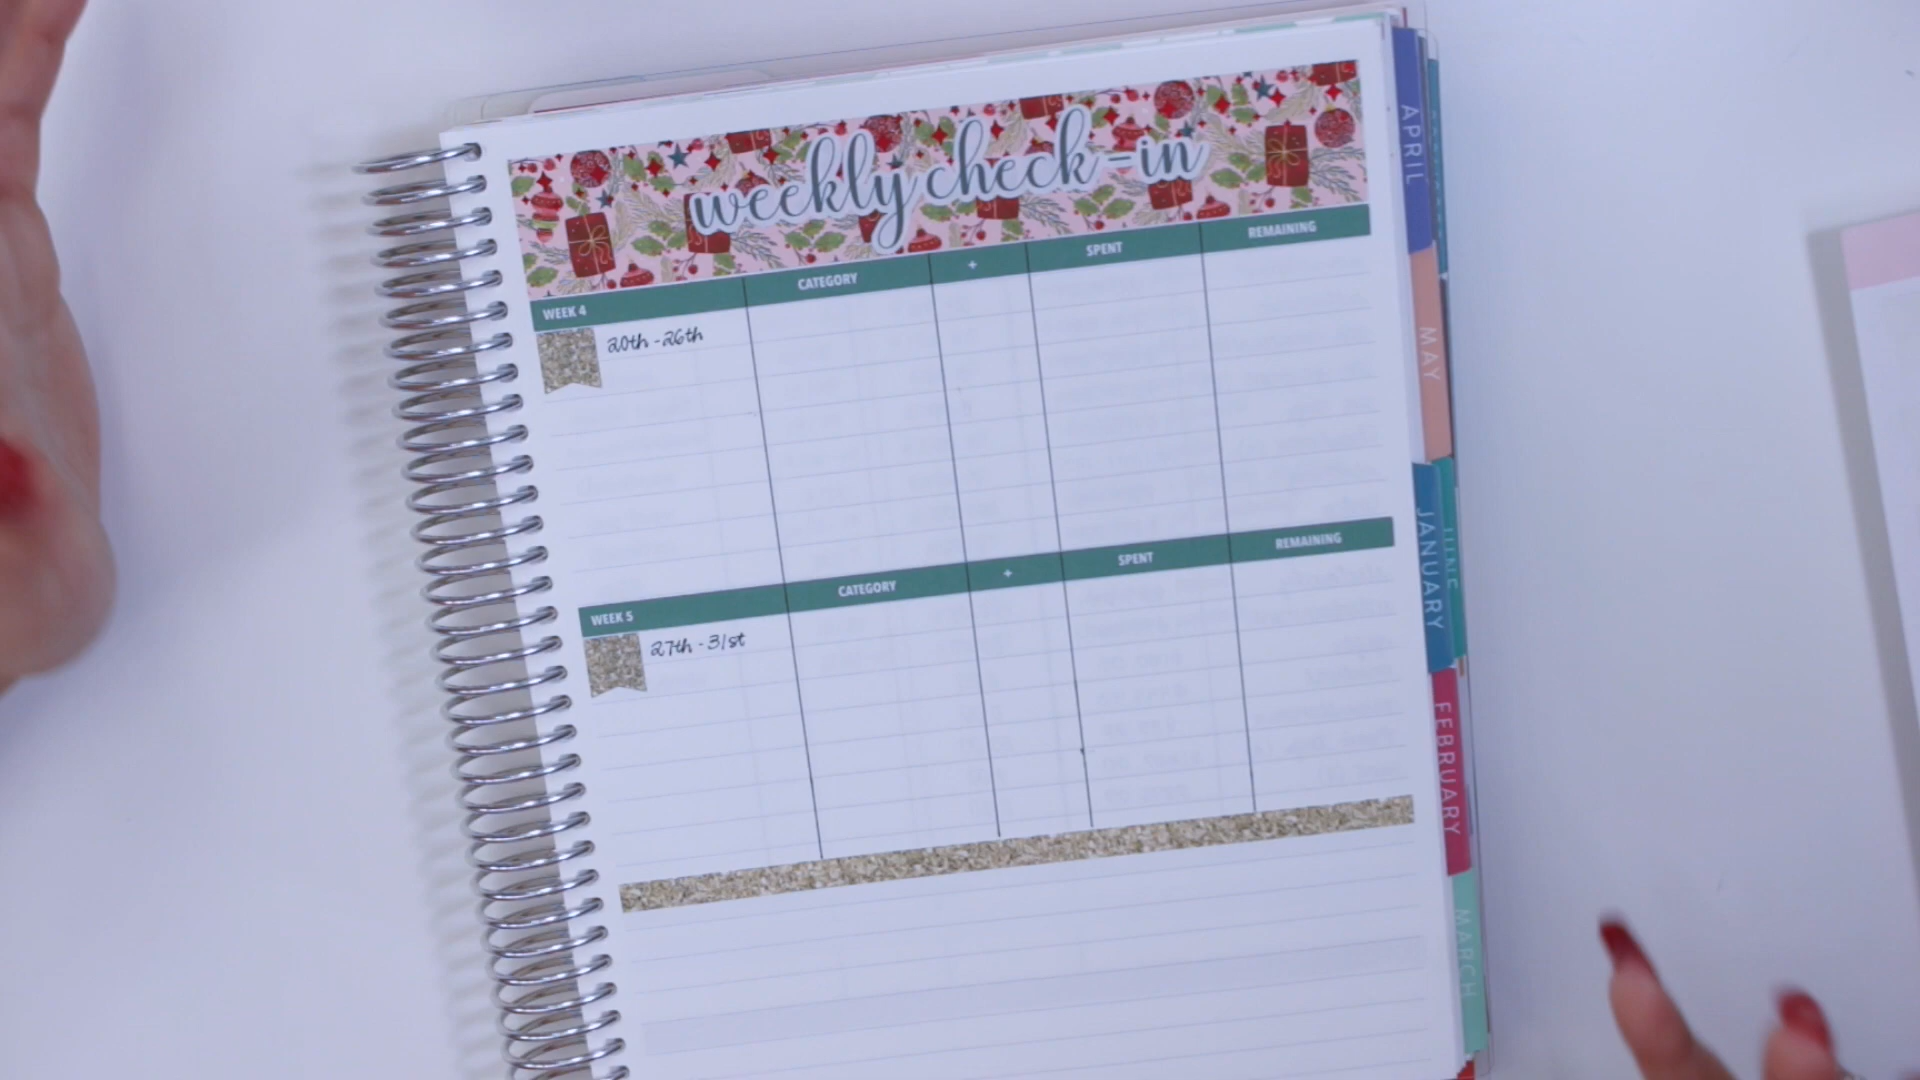 weekly check-in
WEEK 4 CATEGORY + SPENT REMAINING
20th - 26th
WEEK 5 CATEGORY + SPENT REMAINING
27th - 31st
APRIL
MAY
JUNE
JANUARY
FEBRUARY
MARCH